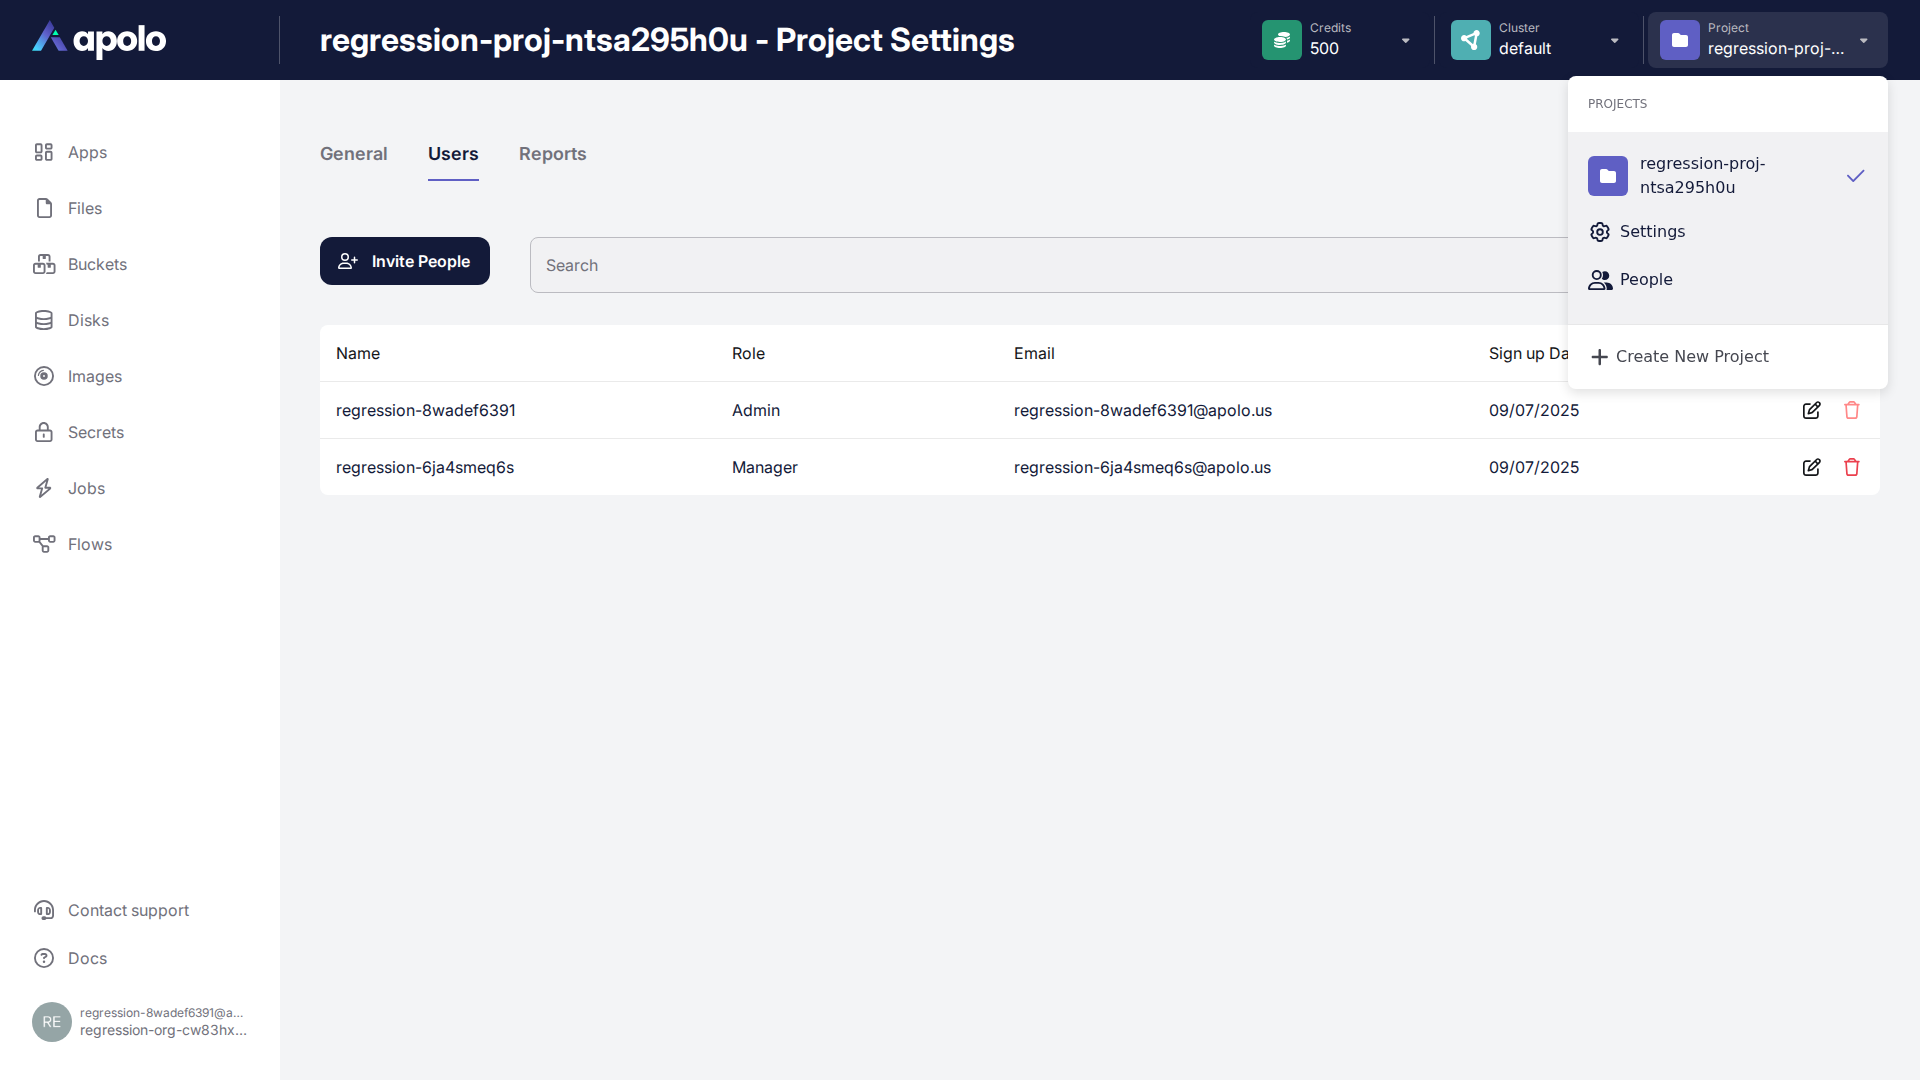 apolo
regression-proj-ntsa295h0u - Project Settings
Credits
500
Cluster
default
Project
regression-proj-...
PROJECTS
regression-proj-
ntsa295h0u
Settings
People
Create New Project
Apps
Files
Buckets
Disks
Images
Secrets
Jobs
Flows
General
Users
Reports
Invite People
Search
Name
Role
Email
Sign up Da
regression-8wadef6391
Admin
regression-8wadef6391@apolo.us
09/07/2025
regression-6ja4smeq6s
Manager
regression-6ja4smeq6s@apolo.us
09/07/2025
Contact support
Docs
RE
regression-8wadef6391@a...
regression-org-cw83hx...